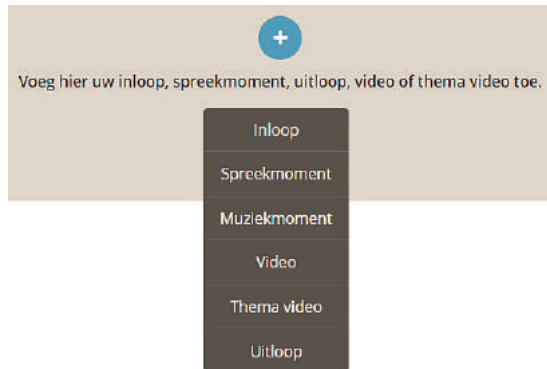 Voeg hier uw inloop, spreekmoment, uitloop, video of thema video toe.
Inloop
Spreekmoment
Muziekmoment
Video
Thema video
Uitloop